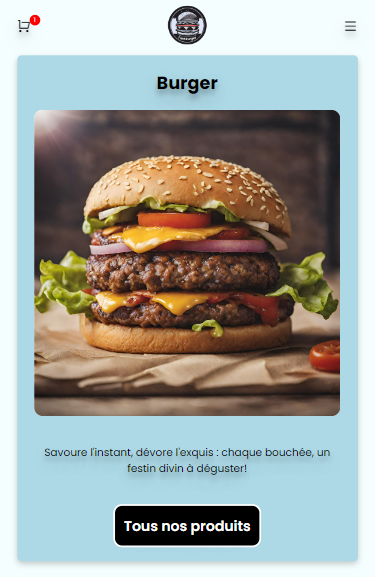 1
Burger
Savoure l'instant, dévore l'exquis : chaque bouchée, un
festin divin à déguster!
Tous nos produits